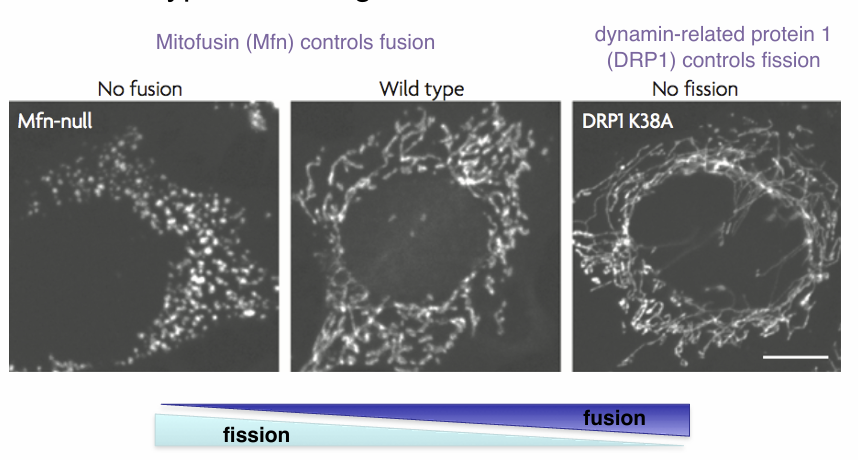 Mitofusin (Mfn) controls fusion
dynamin-related protein 1
(DRP1) controls fission
No fusion
Wild type
No fission
Mfn-null
DRP1 K38A
fusion
fission